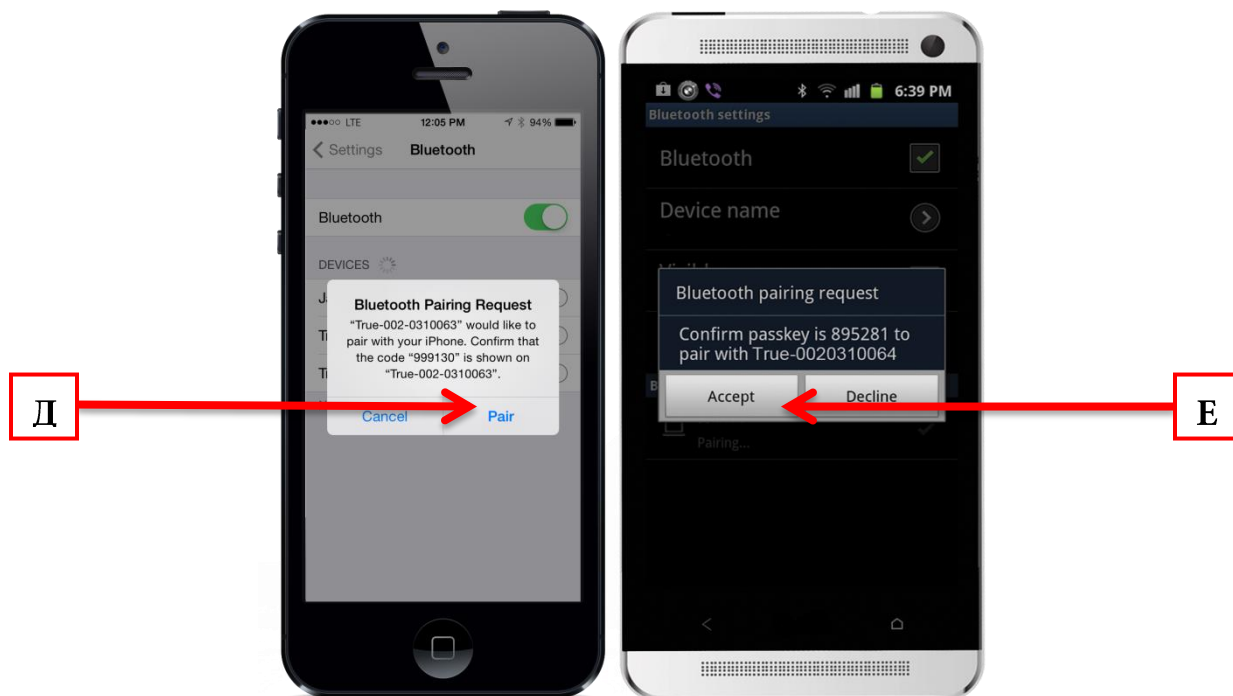 ●●●○○ LTE 12:05 PM 94%
Settings Bluetooth
Bluetooth
DEVICES
Bluetooth Pairing Request
“True-002-0310063” would like to
pair with your iPhone. Confirm that
the code “999130” is shown on
“True-002-0310063”.
Cancel Pair
Д
6:39 PM
Bluetooth settings
Bluetooth
Device name
Bluetooth pairing request
Confirm passkey is 895281 to
pair with True-0020310064
Accept Decline
Pairing...
Е